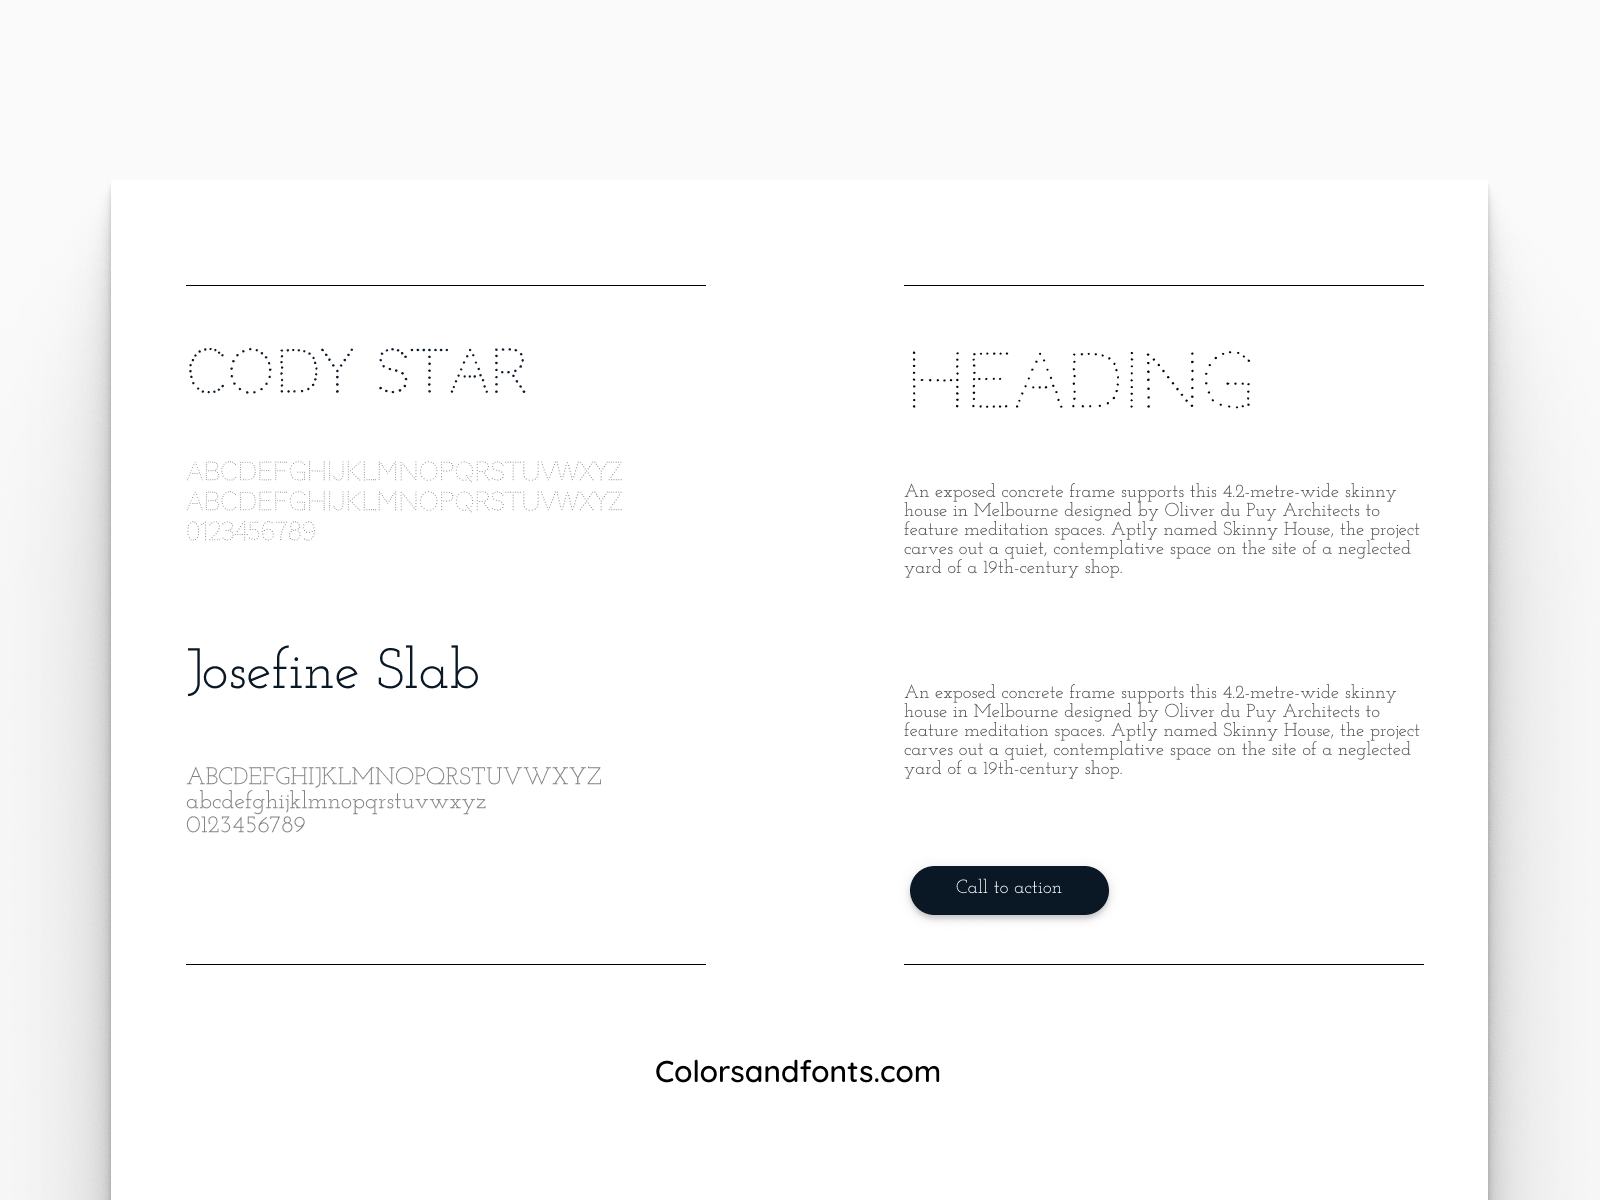 CODY STAR
ABCDEFGHIJKLMNOPQRSTUVWXYZ
ABCDEFGHIJKLMNOPQRSTUVWXYZ
0123456789
Josefine Slab
ABCDEFGHIJKLMNOPQRSTUVWXYZ
abcdefghijklmnopqrstuvwxyz
0123456789
HEADING
An exposed concrete frame supports this 4.2-metre-wide skinny
house in Melbourne designed by Oliver du Puy Architects to
feature meditation spaces. Aptly named Skinny House, the project
carves out a quiet, contemplative space on the site of a neglected
yard of a 19th-century shop.
An exposed concrete frame supports this 4.2-metre-wide skinny
house in Melbourne designed by Oliver du Puy Architects to
feature meditation spaces. Aptly named Skinny House, the project
carves out a quiet, contemplative space on the site of a neglected
yard of a 19th-century shop.
Call to action
Colorsandfonts.com